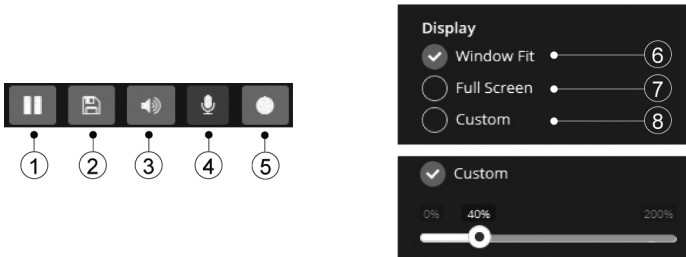 1 2 3 4 5
Display
Window Fit 6
Full Screen 7
Custom 8
Custom
0% 40% 200%